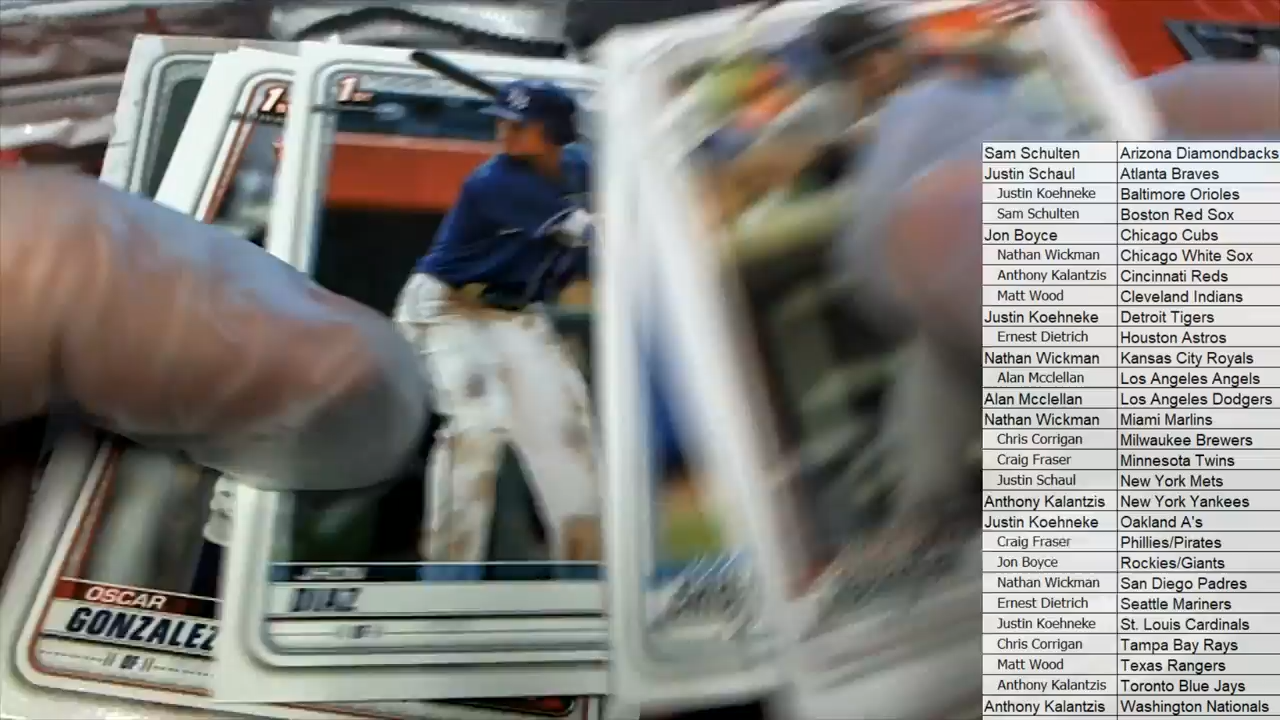 1st
1st
OSCAR
GONZALEZ
// OF //
JHON
DIAZ
// OF //
Sam Schulten Arizona Diamondbacks
Justin Schaul Atlanta Braves
Justin Koehneke Baltimore Orioles
Sam Schulten Boston Red Sox
Jon Boyce Chicago Cubs
Nathan Wickman Chicago White Sox
Anthony Kalantzis Cincinnati Reds
Matt Wood Cleveland Indians
Justin Koehneke Detroit Tigers
Ernest Dietrich Houston Astros
Nathan Wickman Kansas City Royals
Alan Mcclellan Los Angeles Angels
Alan Mcclellan Los Angeles Dodgers
Nathan Wickman Miami Marlins
Chris Corrigan Milwaukee Brewers
Craig Fraser Minnesota Twins
Justin Schaul New York Mets
Anthony Kalantzis New York Yankees
Justin Koehneke Oakland A's
Craig Fraser Phillies/Pirates
Jon Boyce Rockies/Giants
Nathan Wickman San Diego Padres
Ernest Dietrich Seattle Mariners
Justin Koehneke St. Louis Cardinals
Chris Corrigan Tampa Bay Rays
Matt Wood Texas Rangers
Anthony Kalantzis Toronto Blue Jays
Anthony Kalantzis Washington Nationals